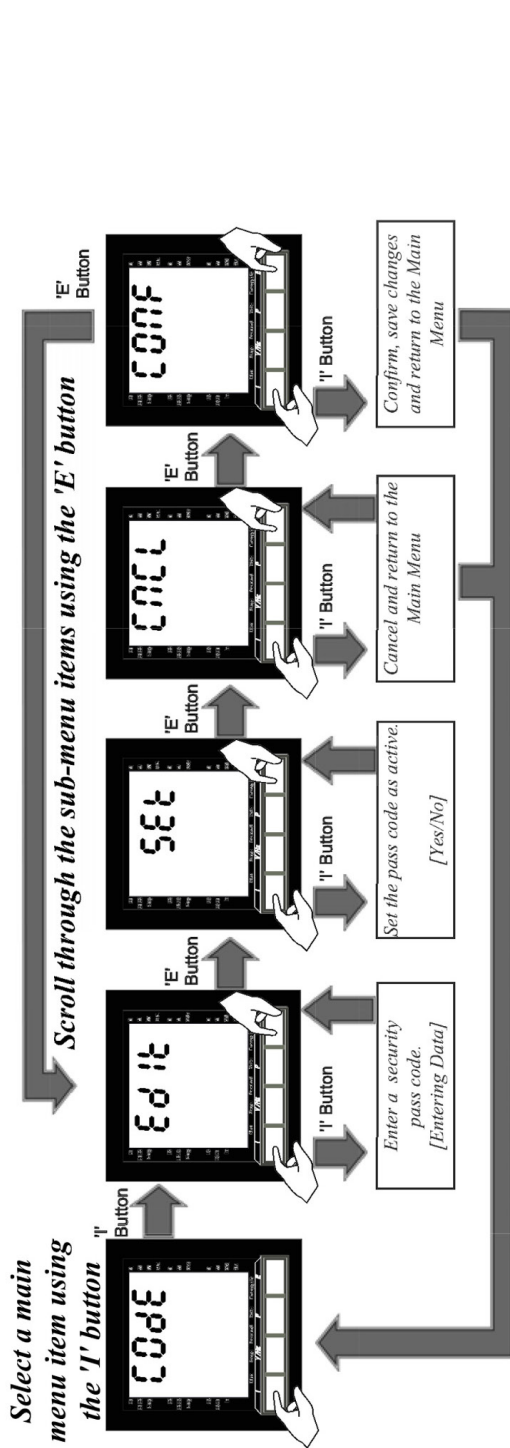 Select a main
menu item using
the 'I' button
Scroll through the sub-menu items using the 'E' button
'I'
Button
'E'
Button
'E'
Button
'E'
Button
'E'
Button
COdE
Edit
SEt
CnCL
COnF
'I' Button
'I' Button
'I' Button
'I' Button
Enter a security
pass code.
[Entering Data]
Set the pass code as active.
[Yes/No]
Cancel and return to the
Main Menu
Confirm, save changes
and return to the Main
Menu